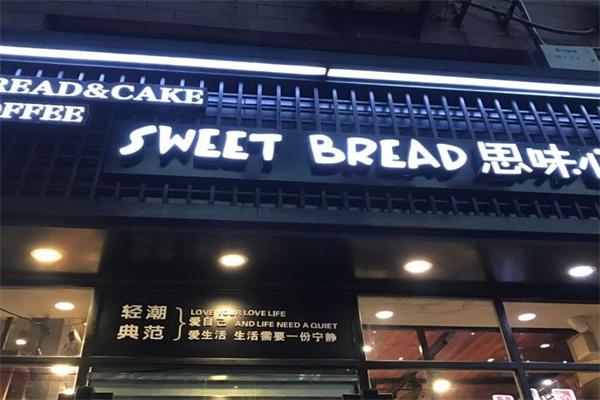 READ&CAKE
OFFEE
SWEET BREAD 思味心
轻潮
典范
LOVE YOUR LOVE LIFE
爱自己 AND LIFE NEED A QUIET
爱生活 生活需要一份宁静